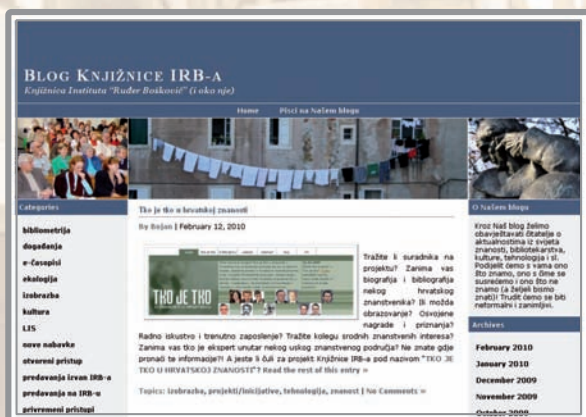 BLOG KNJIŽNICE IRB-A
Knjižnica Instituta "Ruđer Bošković" (i oko nje)
Home Pisci na Našem blogu
Categories
bibliometrija
događanja
e-časopisi
ekologija
izobrazba
kultura
LIS
nove nabavke
otvoreni pristup
predavanja izvan IRB-a
predavanja na IRB-u
privremeni pristupi
Tko je tko u hrvatskoj znanosti
By Bojan | February 12, 2010
TKO JE TKO
Tražite li suradnika na
projektu? Zanima vas
biografija i bibliografija
nekog hrvatskog
znanstvenika? Ili možda
obrazovanje? Osvojene
nagrade i priznanja?
Radno iskustvo i trenutno zaposlenje? Tražite kolegu srodnih znanstvenih interesa?
Zanima vas tko je ekspert unutar nekog uskog znanstvenog područja? Ne znate gdje
pronaći te informacije?! A jeste li čuli za projekt Knjižnice IRB-a pod nazivom "TKO JE
TKO U HRVATSKOJ ZNANOSTI"? Read the rest of this entry »
Topics: izobrazba, projekti/inicijative, tehnologija, znanost | No Comments »
O Našem blogu
Kroz Naš blog želimo
obavještavati čitatelje o
aktualnostima iz svijeta
znanosti, bibliotekarstva,
kulture, tehnologija i sl.
Podijelit ćemo s vama ono
što znamo, ono s čime se
susrećemo i ono što ne
znamo (a željeli bismo
znati)! Trudit ćemo se biti
neformalni i zanimljivi.
Archives
February 2010
January 2010
December 2009
November 2009
October 2009